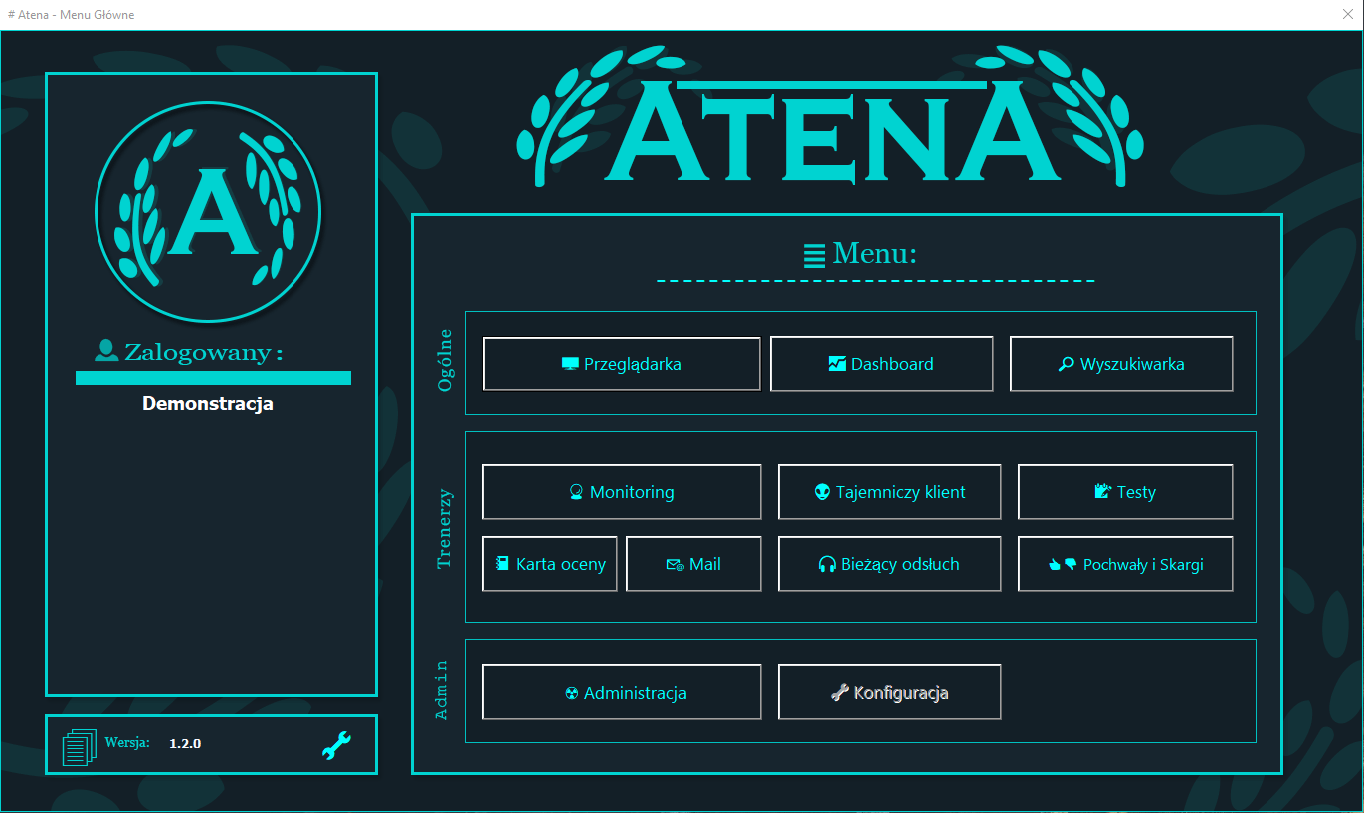 # Atena - Menu Główne
ATENA
A
Zalogowany:
Demonstracja
Wersja: 1.2.0
Menu:
Ogólne
Przeglądarka
Dashboard
Wyszukiwarka
Trenerzy
Monitoring
Tajemniczy klient
Testy
Karta oceny
Mail
Bieżący odsłuch
Pochwały i Skargi
Admin
Administracja
Konfiguracja